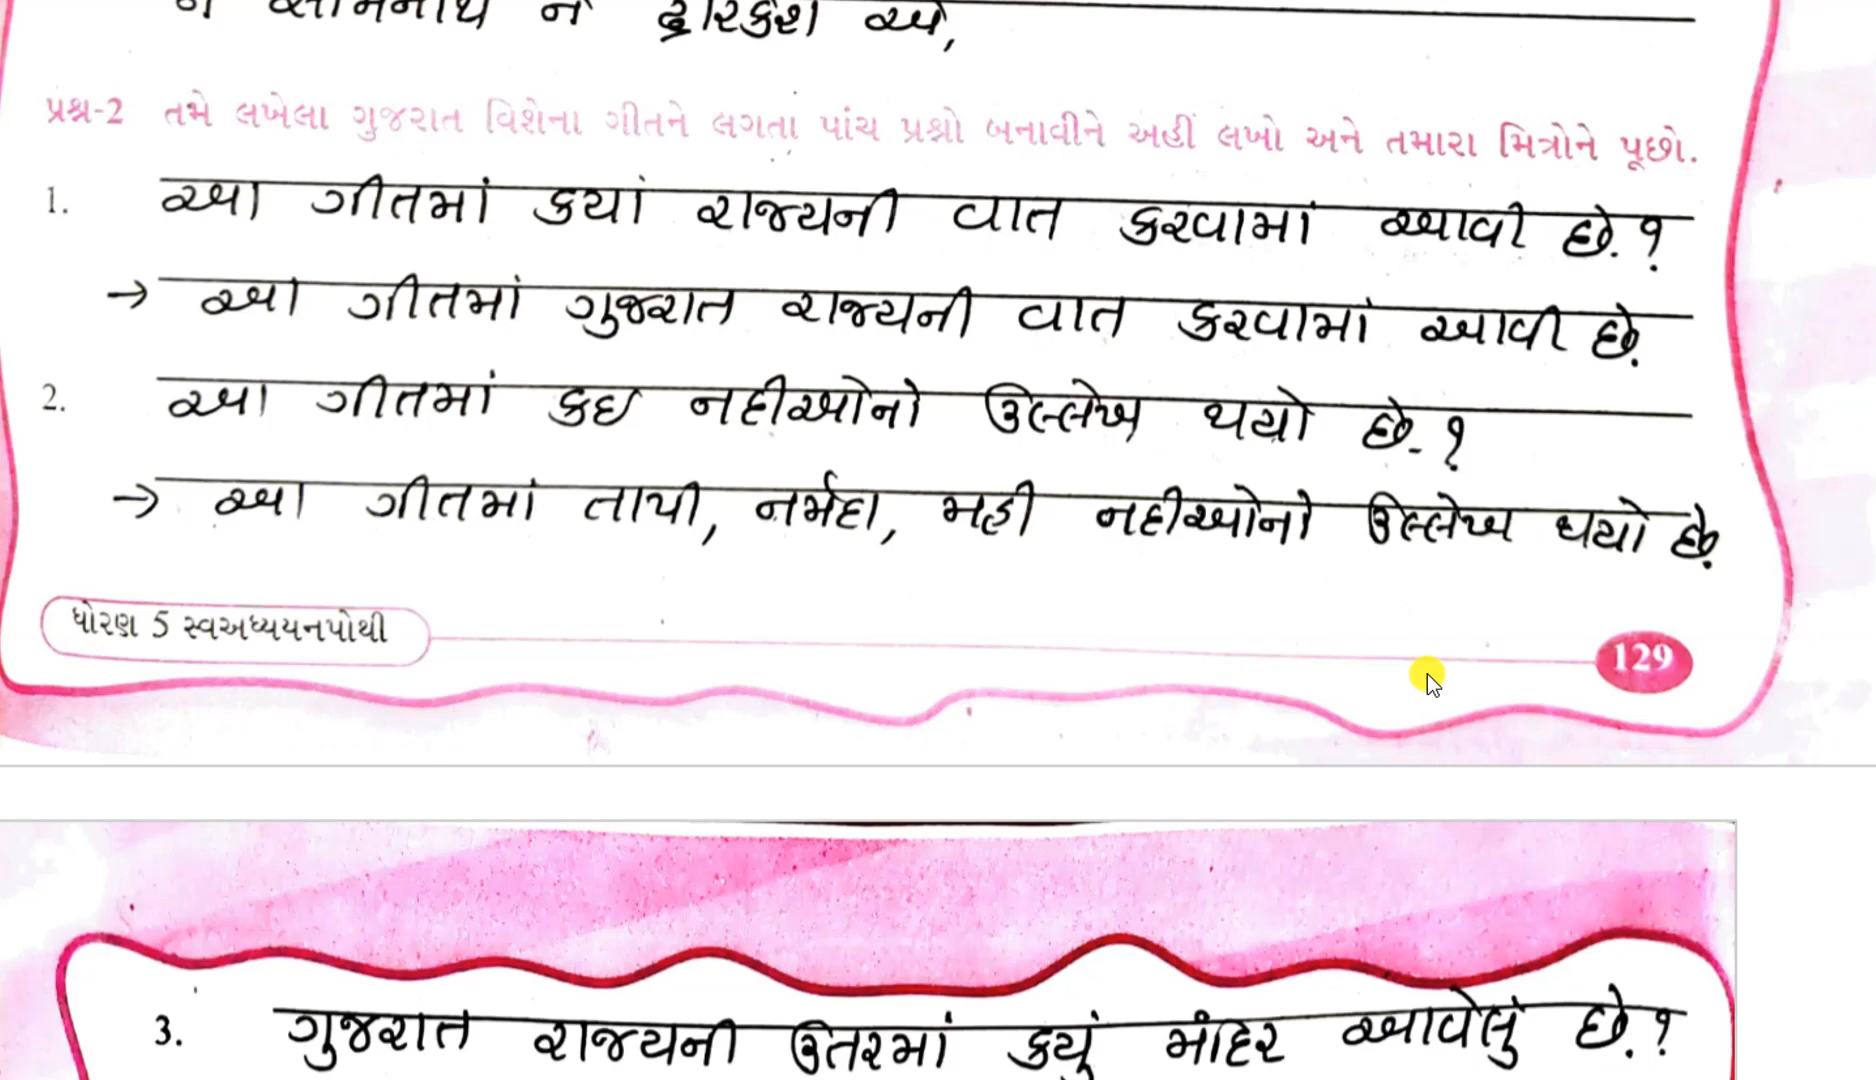 ને સોમનાથ ને દ્વારિકેશ એ,
પ્રશ્ન-2 તમે લખેલા ગુજરાત વિશેના ગીતને લગતા પાંચ પ્રશ્નો બનાવીને અહીં લખો અને તમારા મિત્રોને પૂછો.
1. આ ગીતમાં કયાં રાજ્યની વાત કરવામાં આવી છે.?
→ આ ગીતમાં ગુજરાત રાજ્યની વાત કરવામાં આવી છે.
2. આ ગીતમાં કઇ નદીઓનો ઉલ્લેખ થયો છે.?
→ આ ગીતમાં તાપી, નર્મદા, મહી નદીઓનો ઉલ્લેખ થયો છે.
ધોરણ 5 સ્વઅધ્યયનપોથી
129
3. ગુજરાત રાજ્યની ઉતરમાં કયું મંદિર આવેલું છે.?